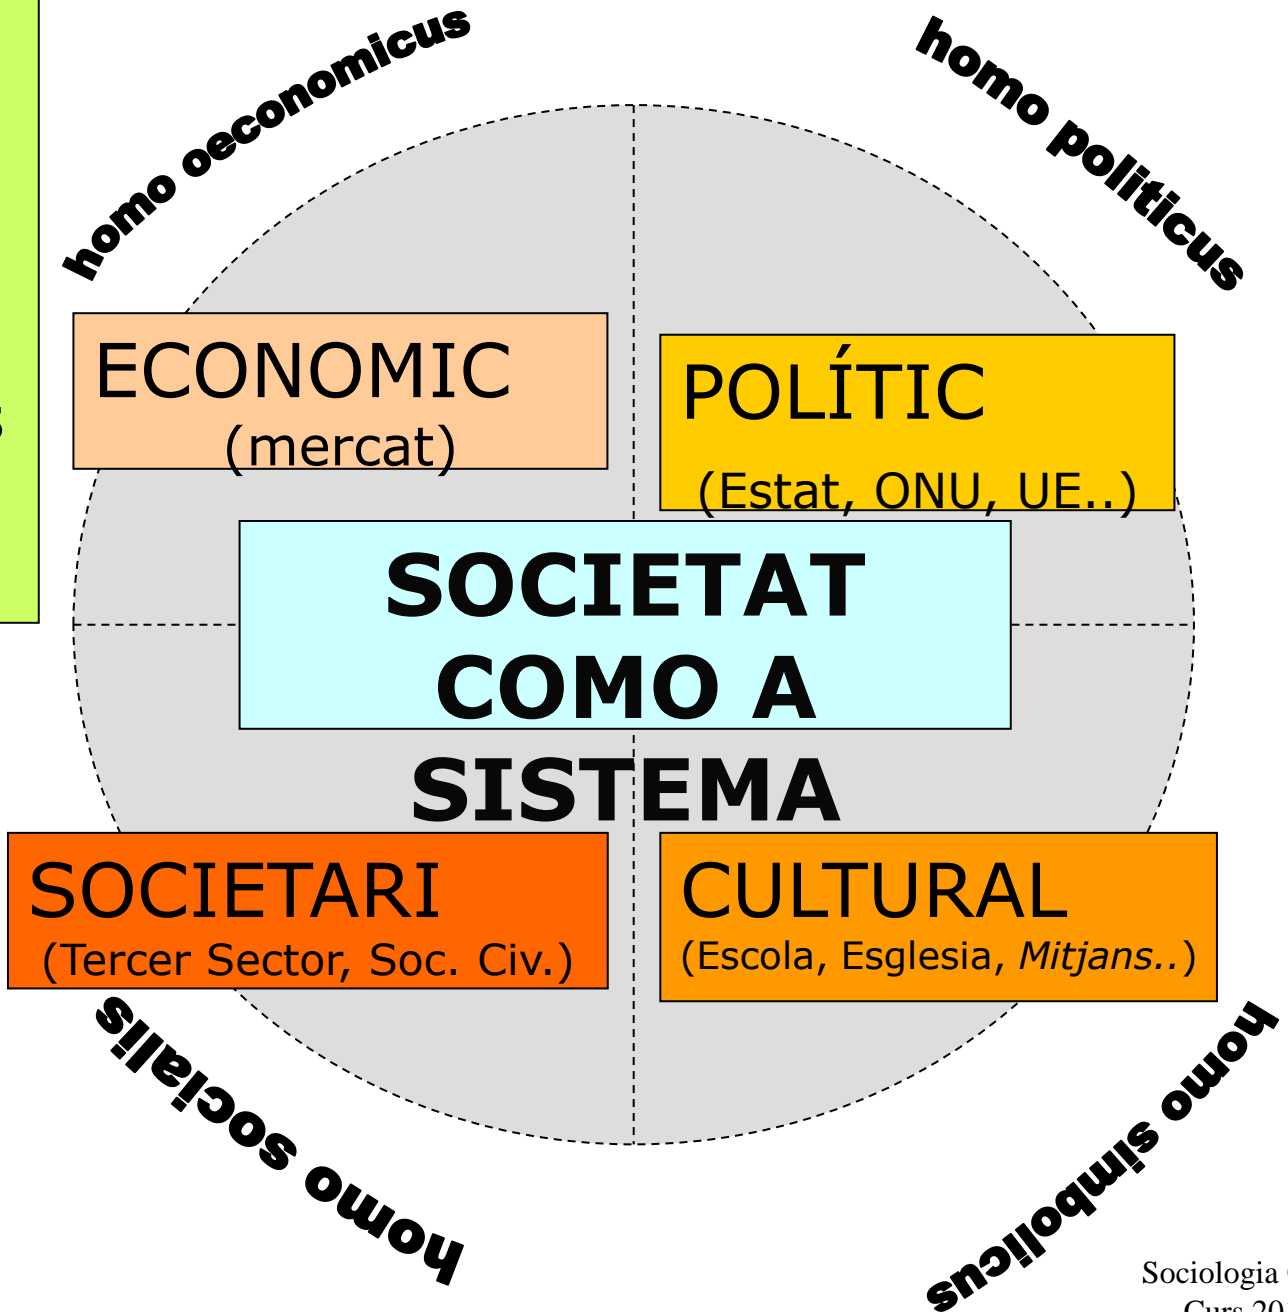 homo oeconomicus
homo politicus
ECONOMIC
(mercat)
POLÍTIC
(Estat, ONU, UE..)
SOCIETAT
COMO A
SISTEMA
SOCIETARI
(Tercer Sector, Soc. Civ.)
CULTURAL
(Escola, Esglesia, Mitjans..)
homo socialis
homo simbolicus
Sociologia
Curs